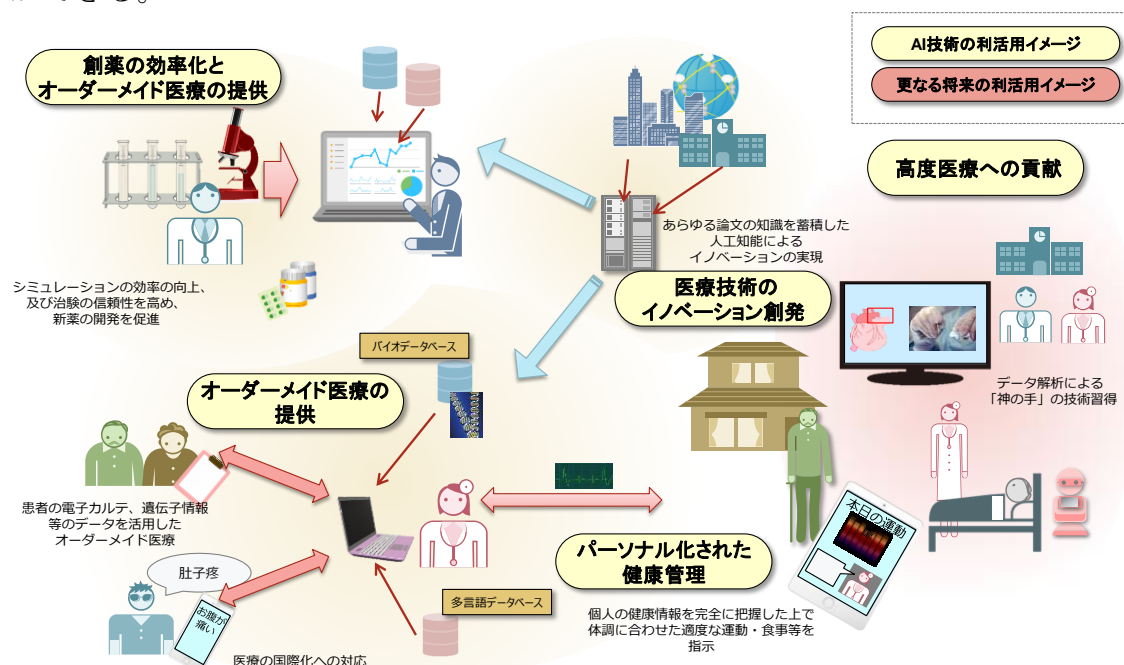 できる。
AI技術の利活用イメージ
更なる将来の利活用イメージ
創薬の効率化と
オーダーメイド医療の提供
高度医療への貢献
あらゆる論文の知識を蓄積した
人工知能による
イノベーションの実現
シミュレーションの効率の向上、
及び治験の信頼性を高め、
新薬の開発を促進
医療技術の
イノベーション創発
バイオデータベース
オーダーメイド医療の
提供
データ解析による
「神の手」の技術習得
患者の電子カルテ、遺伝子情報
等のデータを活用した
オーダーメイド医療
本日の運動
パーソナル化された
健康管理
肚子疼
お腹が
痛い
多言語データベース
個人の健康情報を完全に把握した上で
体調に合わせた適度な運動・食事等を
指示
医療の国際化への対応